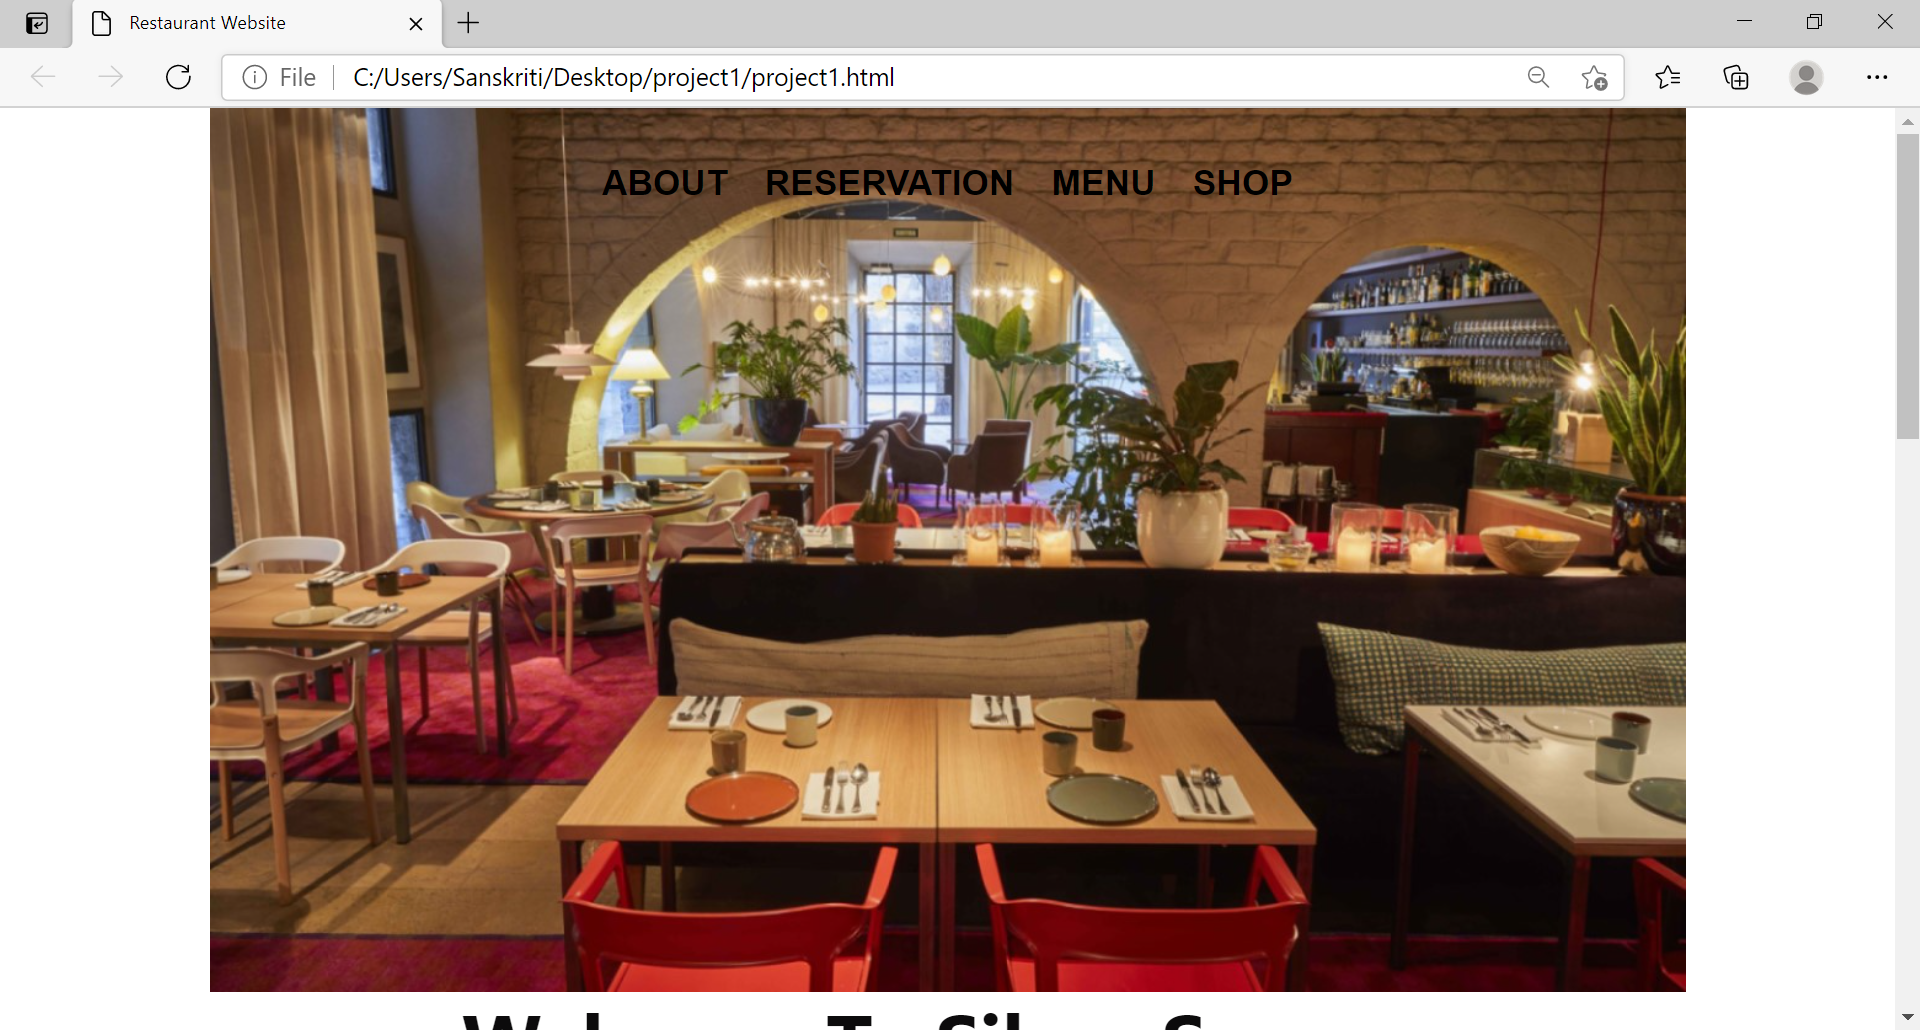 Restaurant Website
File C:/Users/Sanskriti/Desktop/project1/project1.html
ABOUT RESERVATION MENU SHOP